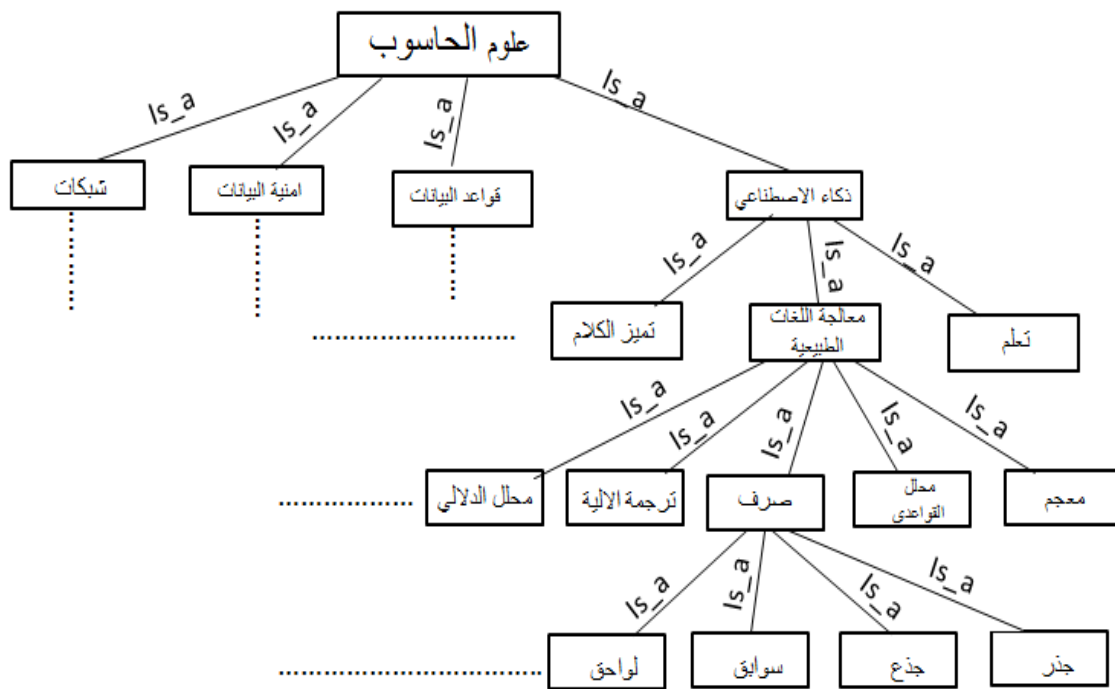 علوم الحاسوب
Is_a
Is_a
Is_a
Is_a
ذكاء الاصطناعي
قواعد البيانات
امنية البيانات
شبكات
Is_a
Is_a
Is_a
تعلم
معالجة اللغات
الطبيعية
تميز الكلام
..........................
Is_a
Is_a
Is_a
Is_a
Is_a
معجم
محلل
القواعدى
صرف
ترجمة الالية
محلل الدلالي
..................
Is_a
Is_a
Is_a
Is_a
جذر
جذع
سوابق
لواحق
..................................